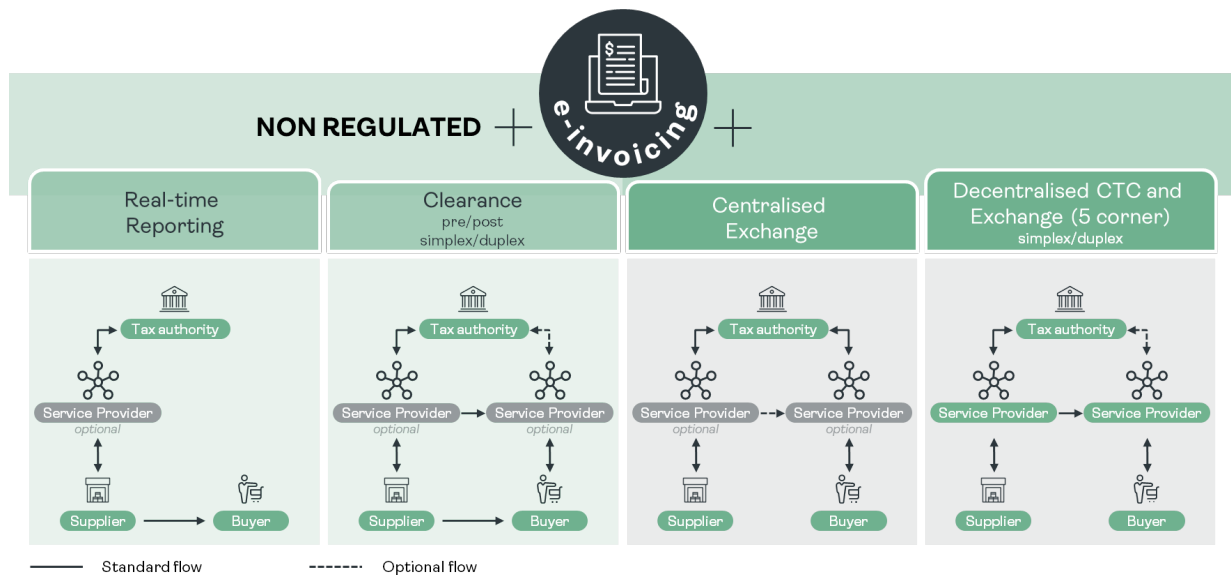 $
e-invoicing
NON REGULATED
Real-time
Reporting
Clearance
pre/post
simplex/duplex
Centralised
Exchange
Decentralised CTC and
Exchange (5 corner)
simplex/duplex
Tax authority
Service Provider
optional
Supplier
Buyer
Tax authority
Service Provider
Service Provider
optional
optional
Supplier
Buyer
Tax authority
Service Provider
Service Provider
optional
optional
Supplier
Buyer
Tax authority
Service Provider
Service Provider
Supplier
Buyer
Standard flow
Optional flow